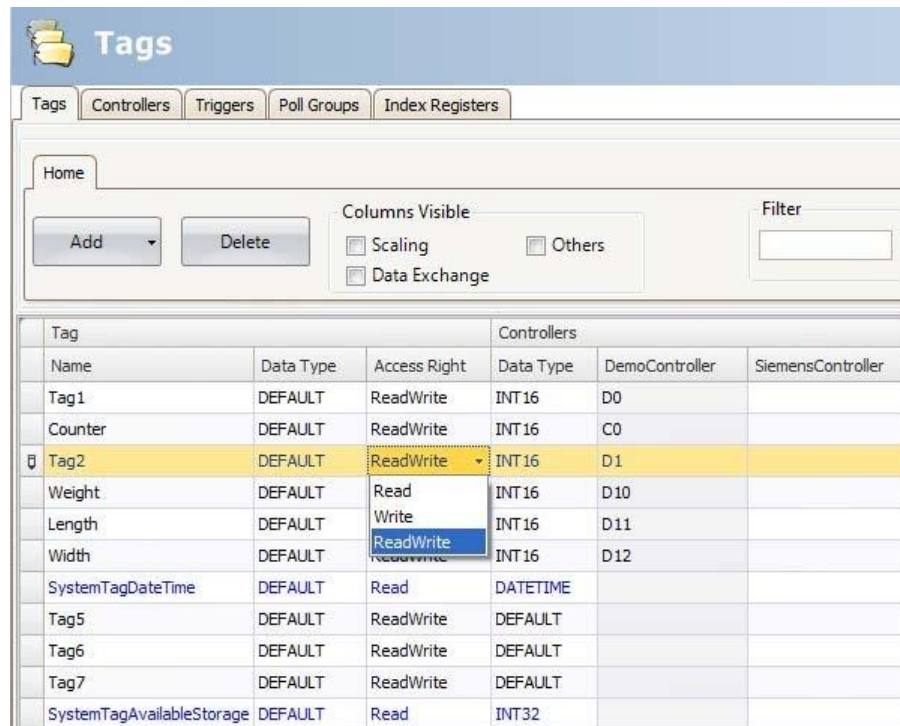 Tags
Tags Controllers Triggers Poll Groups Index Registers
Home
Add Delete
Columns Visible
Scaling Others
Data Exchange
Filter
Tag Controllers
Name Data Type Access Right Data Type DemoController SiemensController
Tag1 DEFAULT ReadWrite INT16 D0
Counter DEFAULT ReadWrite INT16 C0
Tag2 DEFAULT ReadWrite INT16 D1
Weight DEFAULT Read INT16 D10
Write
Length DEFAULT INT16 D11
ReadWrite
Width DEFAULT ReadWrite INT16 D12
SystemTagDateTime DEFAULT Read DATETIME
Tag5 DEFAULT ReadWrite DEFAULT
Tag6 DEFAULT ReadWrite DEFAULT
Tag7 DEFAULT ReadWrite DEFAULT
SystemTagAvailableStorage DEFAULT Read INT32